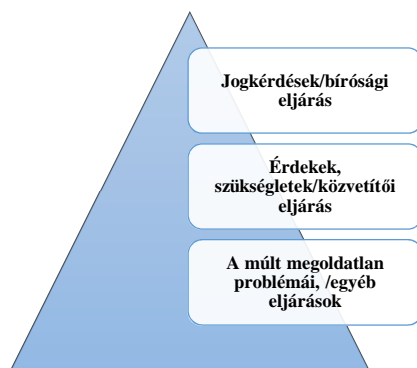 Jogkérdések/bírósági
eljárás
Érdekek,
szükségletek/közvetítői
eljárás
A múlt megoldatlan
problémái, /egyéb
eljárások